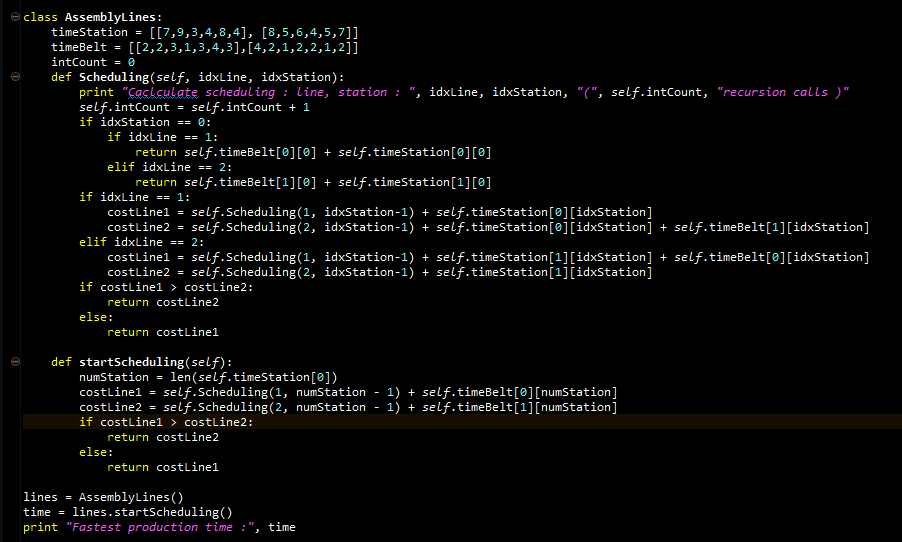 class AssemblyLines:
    timeStation = [[7,9,3,4,8,4], [8,5,6,4,5,7]]
    timeBelt = [[2,2,3,1,3,4,3],[4,2,1,2,2,1,2]]
    intCount = 0
    def Scheduling(self, idxLine, idxStation):
        print "Caclculate scheduling : line, station : ", idxLine, idxStation, "(", self.intCount, "recursion calls )"
        self.intCount = self.intCount + 1
        if idxStation == 0:
            if idxLine == 1:
                return self.timeBelt[0][0] + self.timeStation[0][0]
            elif idxLine == 2:
                return self.timeBelt[1][0] + self.timeStation[1][0]
        if idxLine == 1:
            costLine1 = self.Scheduling(1, idxStation-1) + self.timeStation[0][idxStation]
            costLine2 = self.Scheduling(2, idxStation-1) + self.timeStation[0][idxStation] + self.timeBelt[1][idxStation]
        elif idxLine == 2:
            costLine1 = self.Scheduling(1, idxStation-1) + self.timeStation[1][idxStation] + self.timeBelt[0][idxStation]
            costLine2 = self.Scheduling(2, idxStation-1) + self.timeStation[1][idxStation]
        if costLine1 > costLine2:
            return costLine2
        else:
            return costLine1

    def startScheduling(self):
        numStation = len(self.timeStation[0])
        costLine1 = self.Scheduling(1, numStation - 1) + self.timeBelt[0][numStation]
        costLine2 = self.Scheduling(2, numStation - 1) + self.timeBelt[1][numStation]
        if costLine1 > costLine2:
            return costLine2
        else:
            return costLine1

lines = AssemblyLines()
time = lines.startScheduling()
print "Fastest production time :", time